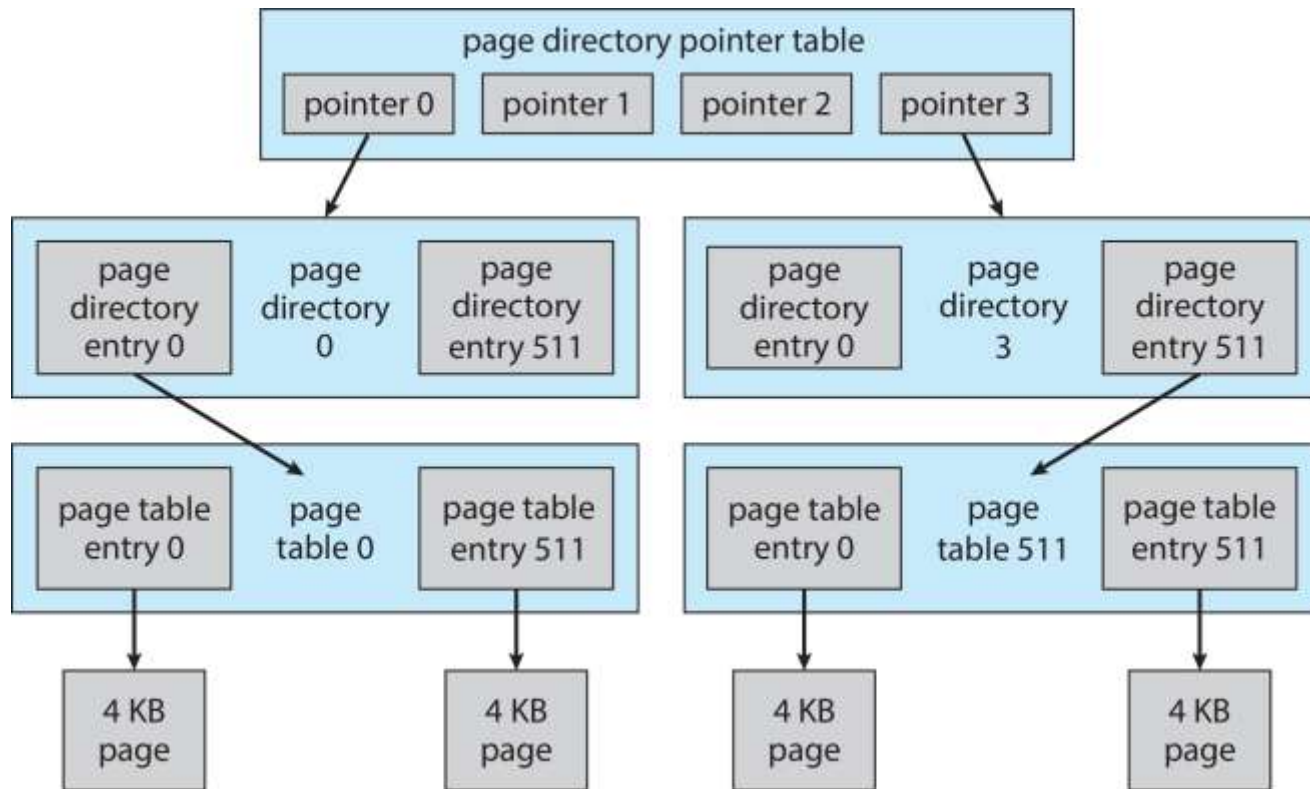 page directory pointer table
pointer 0
pointer 1
pointer 2
pointer 3
page
directory
entry 0
page
directory
0
page
directory
entry 511
page
directory
entry 0
page
directory
3
page
directory
entry 511
page table
entry 0
page
table 0
page table
entry 511
page table
entry 0
page
table 511
page table
entry 511
4 KB
page
4 KB
page
4 KB
page
4 KB
page